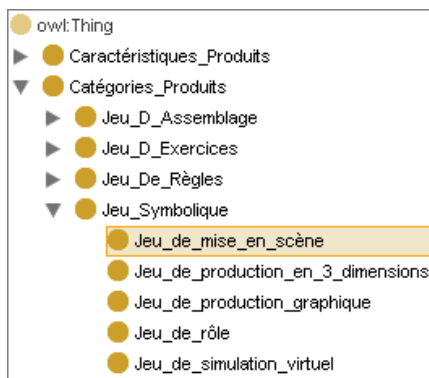 owl:Thing
Caractéristiques_Produits
Catégories_Produits
Jeu_D_Assemblage
Jeu_D_Exercices
Jeu_De_Règles
Jeu_Symbolique
Jeu_de_mise_en_scène
Jeu_de_production_en_3_dimensions
Jeu_de_production_graphique
Jeu_de_rôle
Jeu_de_simulation_virtuel